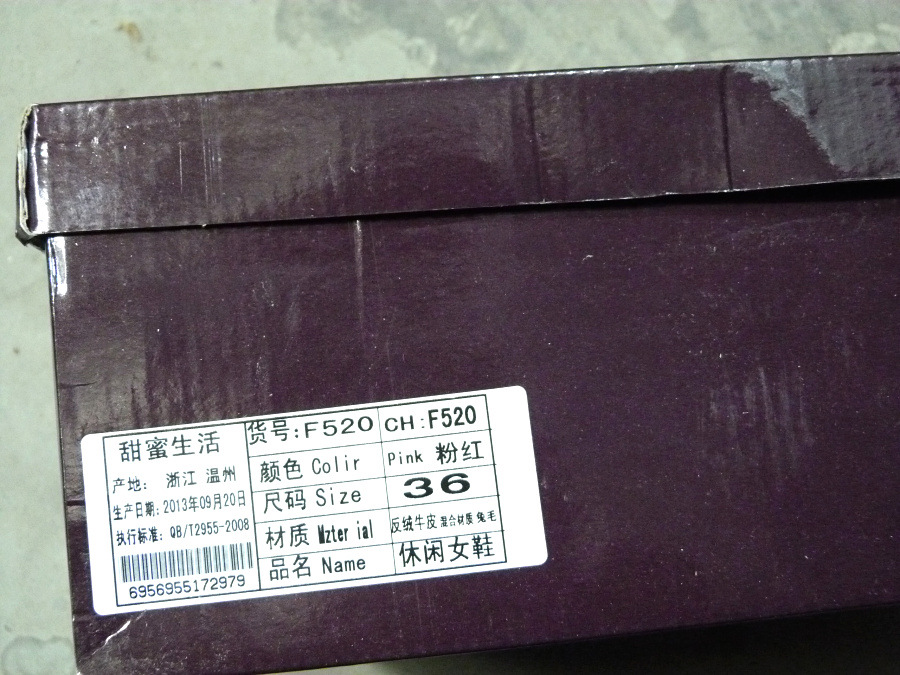 甜蜜生活
产地: 浙江 温州
生产日期: 2013年09月20日
执行标准: QB/T2955-2008
6956955172979
货号:F520 CH:F520
颜色 Colir Pink 粉红
尺码 Size 36
材质 Mzter ial 反绒牛皮 混合材质 兔毛
品名 Name 休闲女鞋